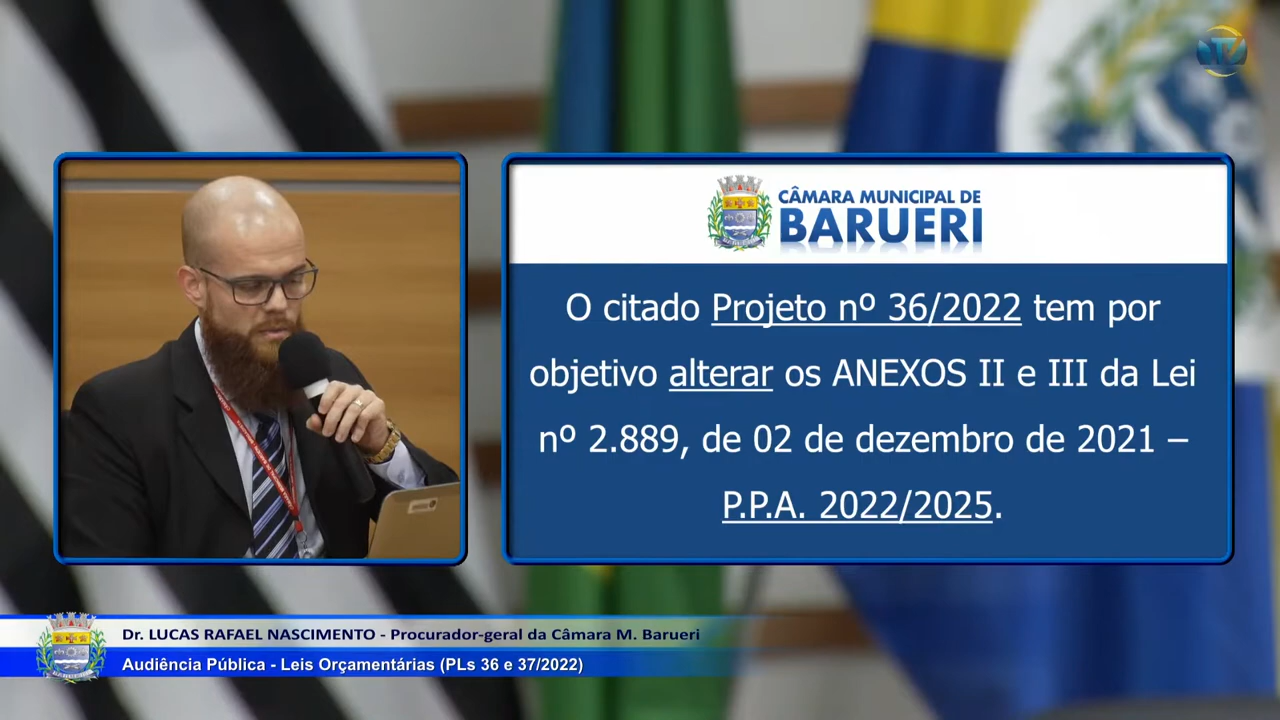 TV
CÂMARA MUNICIPAL DE
BARUERI
O citado Projeto nº 36/2022 tem por
objetivo alterar os ANEXOS II e III da Lei
nº 2.889, de 02 de dezembro de 2021 –
P.P.A. 2022/2025.
Dr. LUCAS RAFAEL NASCIMENTO - Procurador-geral da Câmara M. Barueri
Audiência Pública - Leis Orçamentárias (PLs 36 e 37/2022)